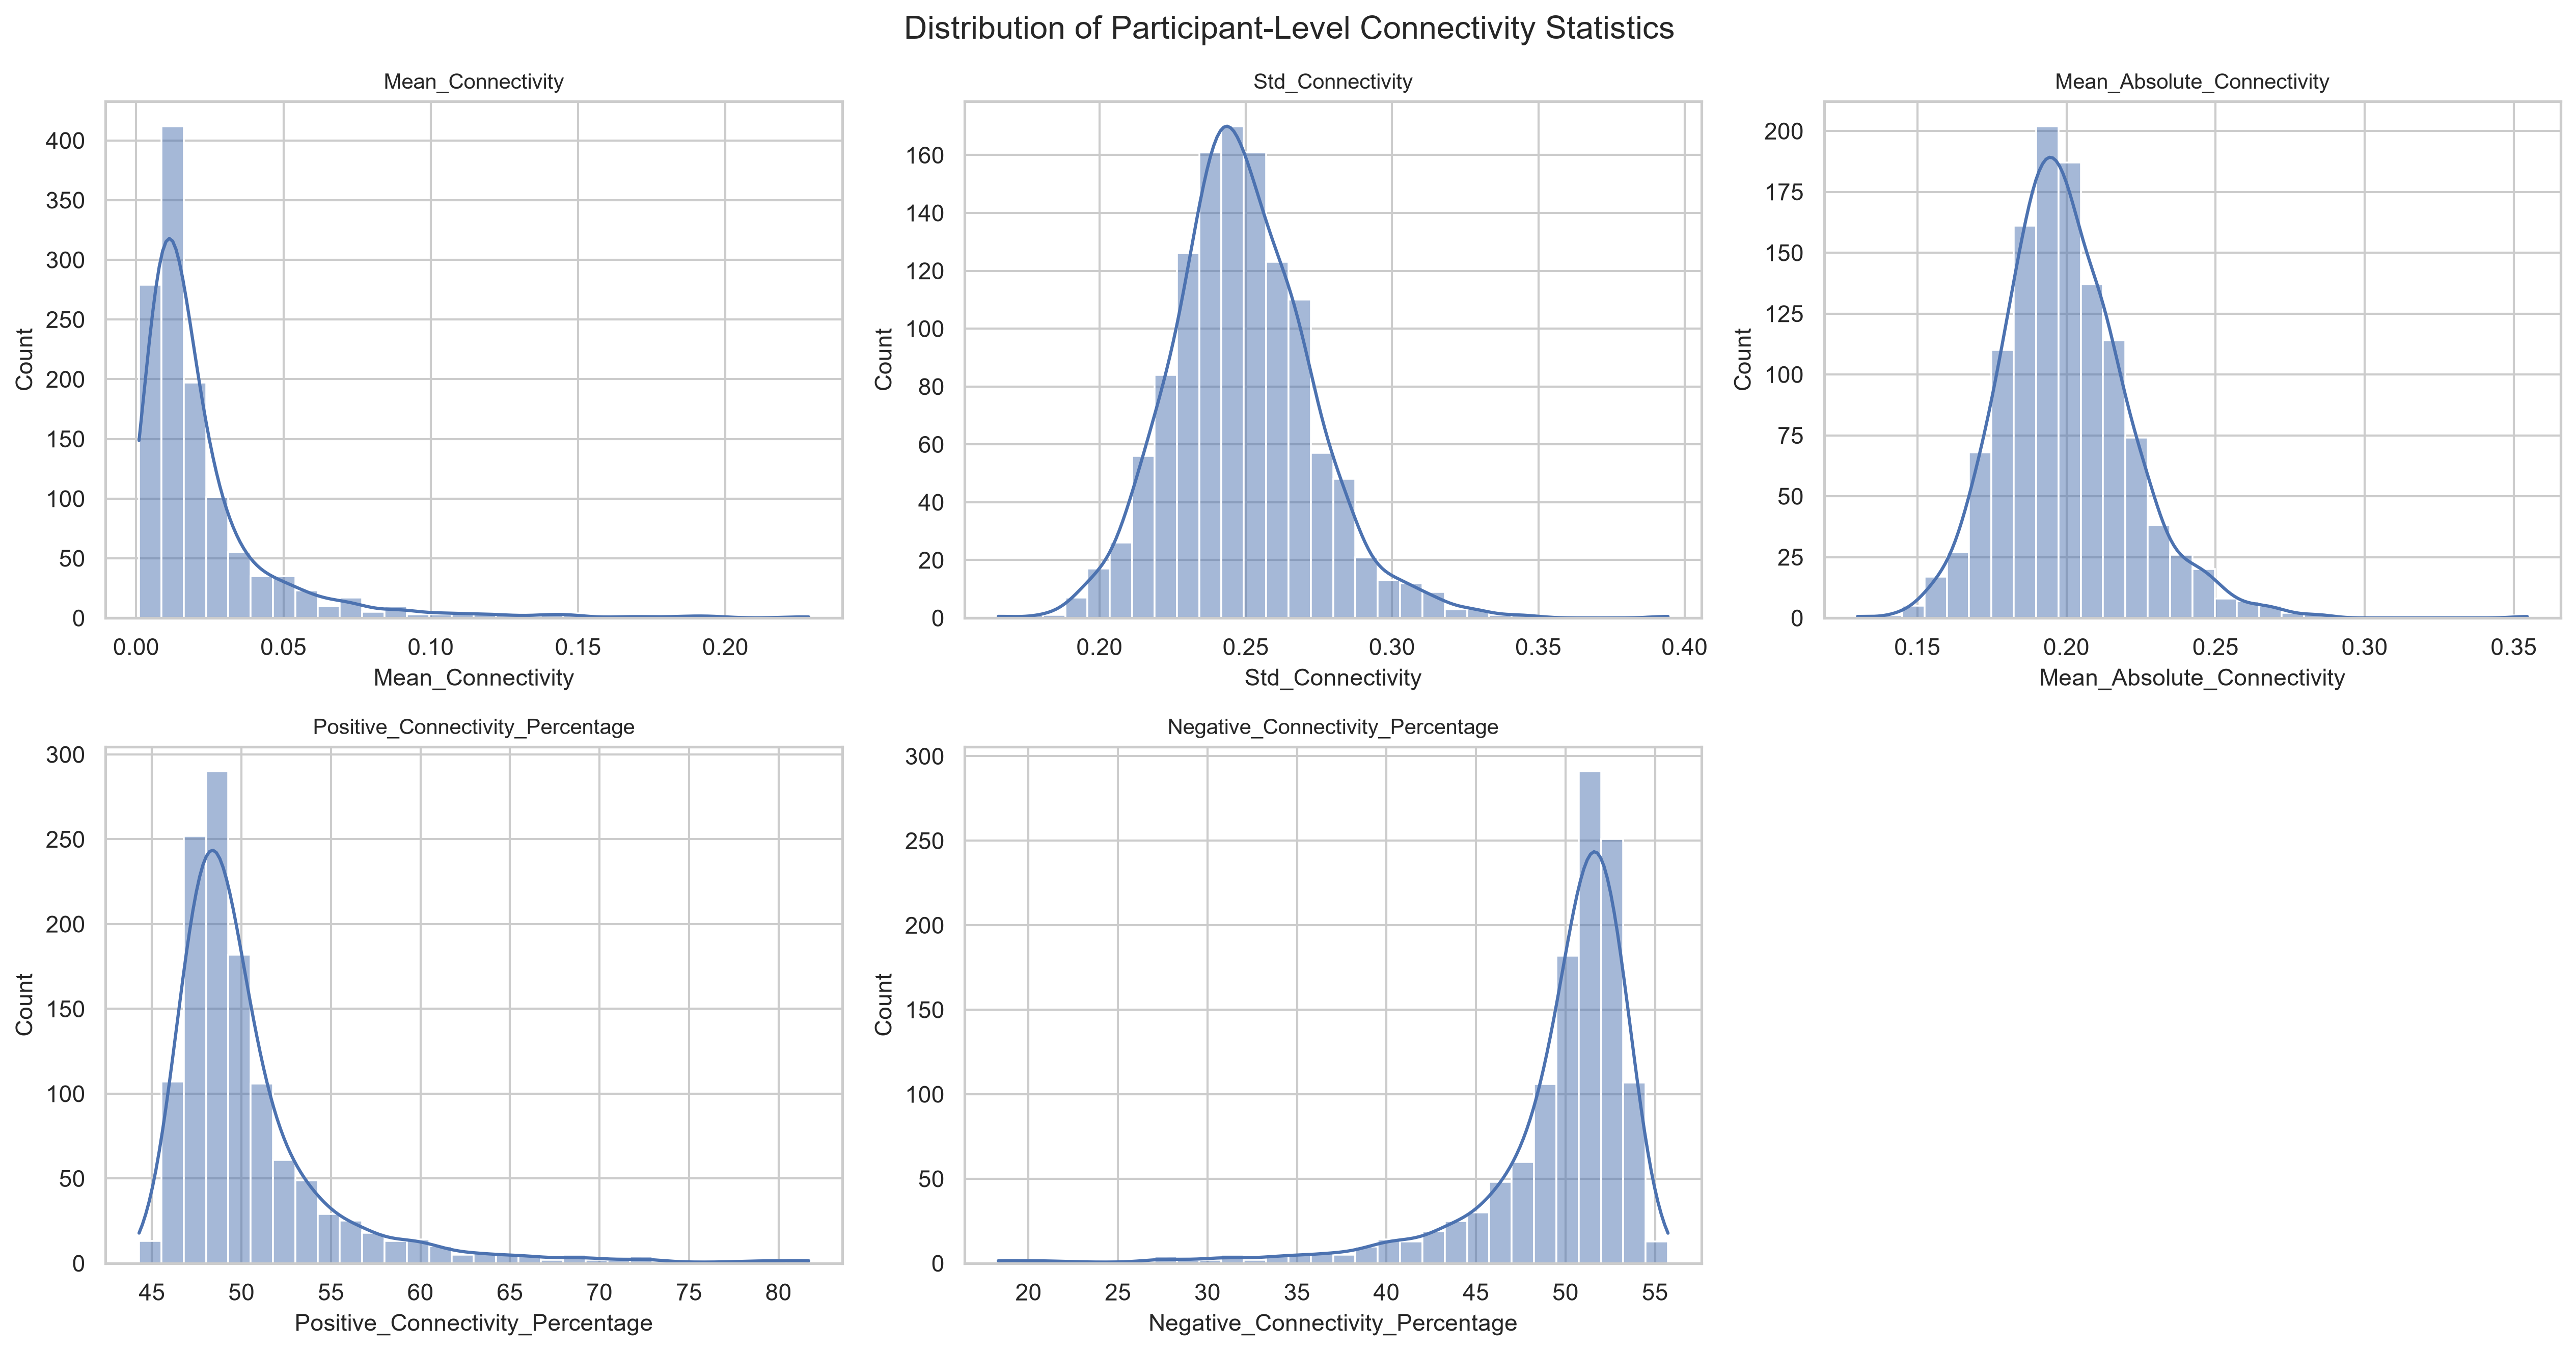 Distribution of Participant-Level Connectivity Statistics
Mean_Connectivity
400
350
300
250
200
150
100
50
0
Count
0.00 0.05 0.10 0.15 0.20
Mean_Connectivity
Std_Connectivity
160
140
120
100
80
60
40
20
0
Count
0.20 0.25 0.30 0.35 0.40
Std_Connectivity
Mean_Absolute_Connectivity
200
175
150
125
100
75
50
25
0
Count
0.15 0.20 0.25 0.30 0.35
Mean_Absolute_Connectivity
Positive_Connectivity_Percentage
300
250
200
150
100
50
0
Count
45 50 55 60 65 70 75 80
Positive_Connectivity_Percentage
Negative_Connectivity_Percentage
300
250
200
150
100
50
0
Count
20 25 30 35 40 45 50 55
Negative_Connectivity_Percentage